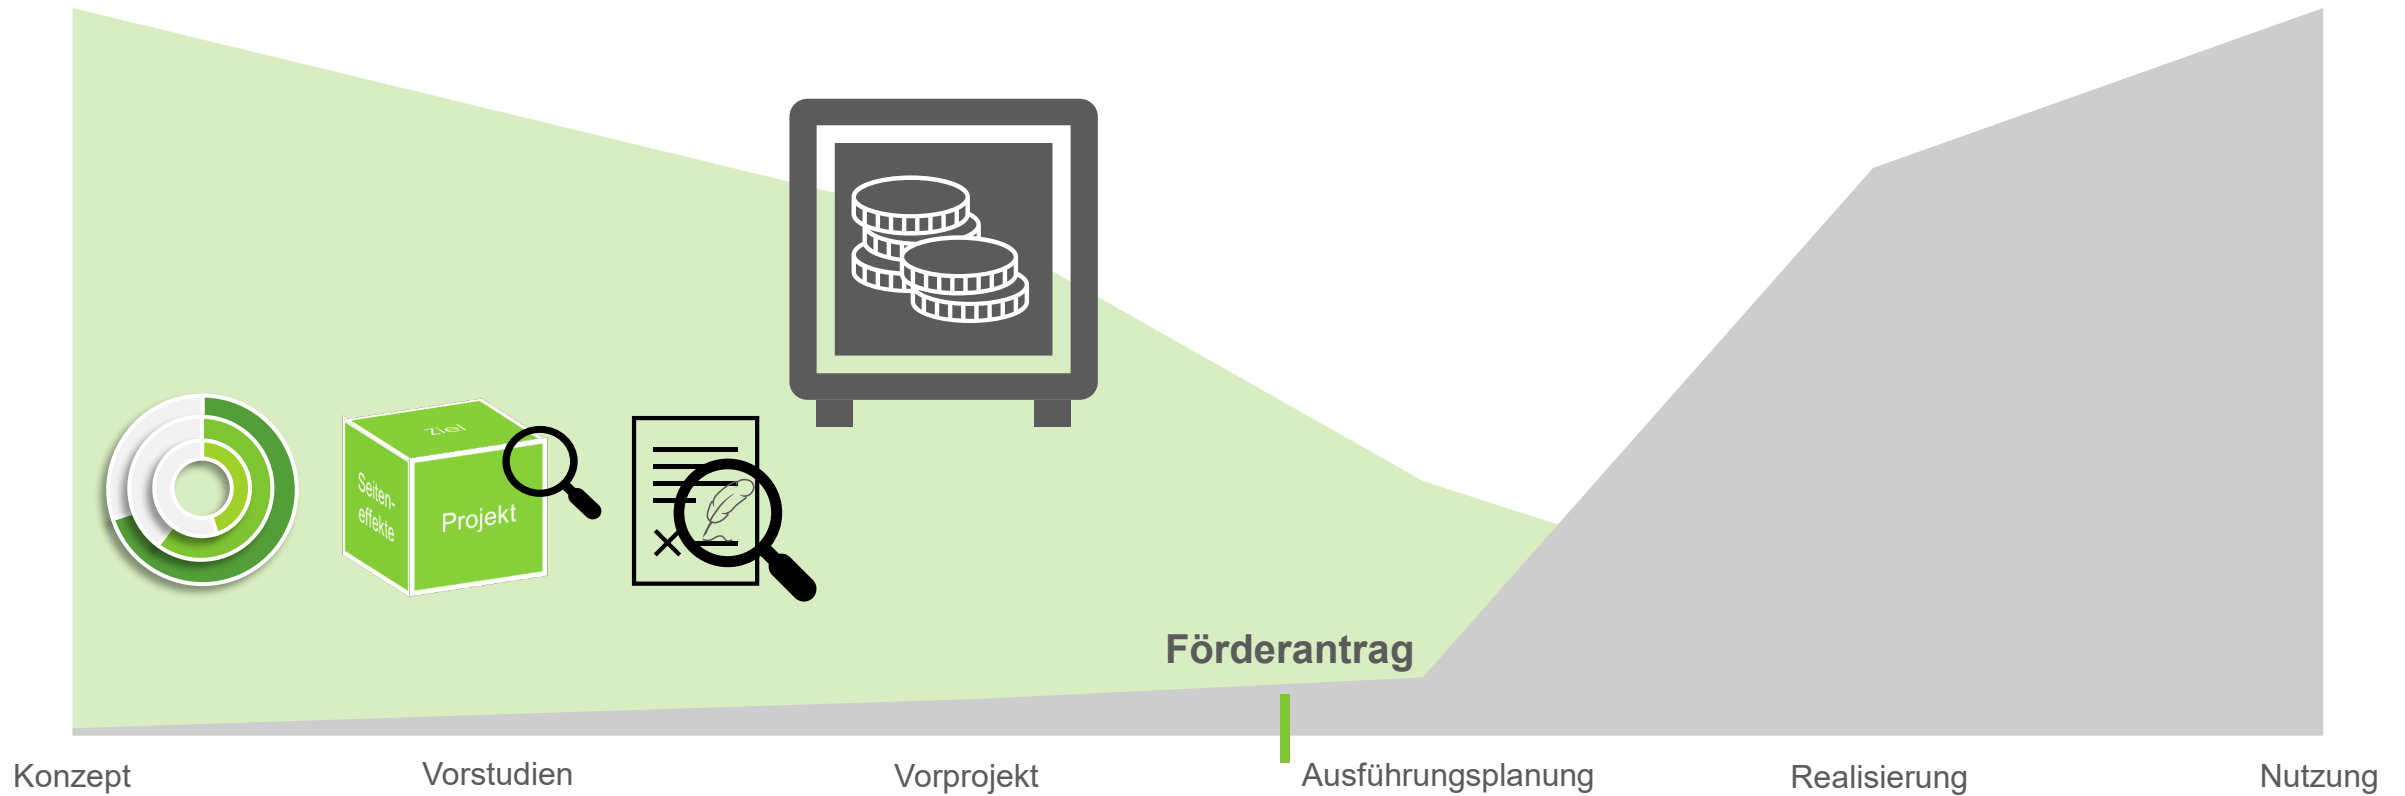 Ziel
Seiten-
effekte
Projekt
Förderantrag
Konzept
Vorstudien
Vorprojekt
Ausführungsplanung
Realisierung
Nutzung